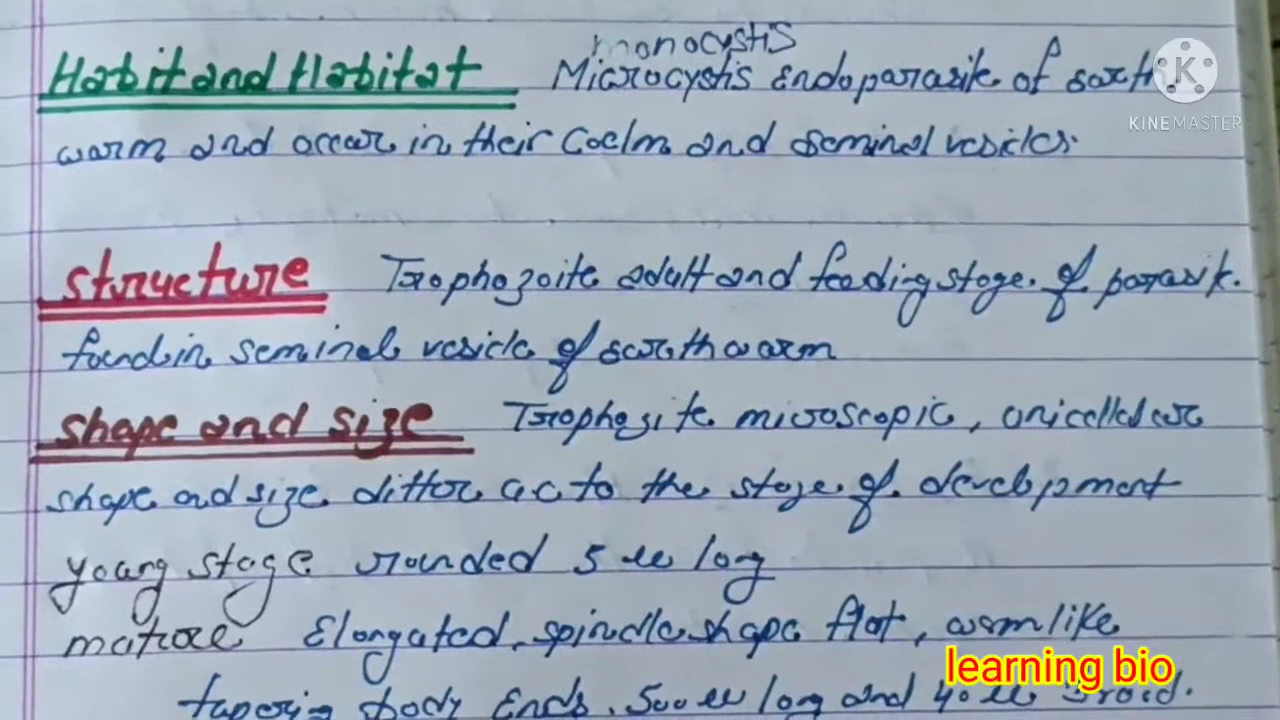 monocystis
Habit and Habitat Microcystis Endoparasite of earth
worm and occur in their Coelm and seminal vesicles.
KINEMASTER
Structure Trophozoite adult and feeding stage of parasite.
found in seminal vesicle of earthworm
Shape and Size Trophozite microscopic, unicellular
shape and size differ ac to the stage of development
young stage rounded 5 u long
mature Elongated, spindle shape flat, worm like
learning bio
tapering body Ends. 500 u long and 40 u broad.